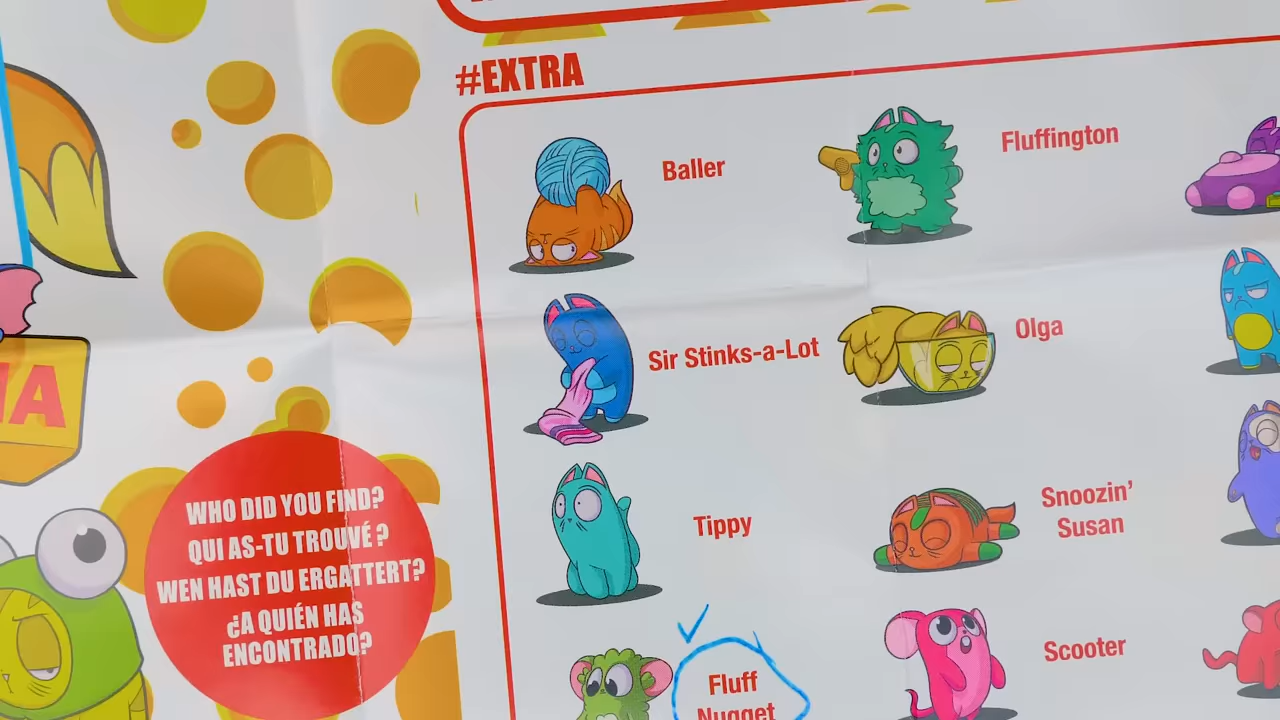 #EXTRA
Baller
Fluffington
Sir Stinks-a-Lot
Olga
Tippy
Snoozin'
Susan
Fluff
Nugget
Scooter
WHO DID YOU FIND?
QUI AS-TU TROUVÉ ?
WEN HAST DU ERGATTERT?
¿A QUIÉN HAS
ENCONTRADO?